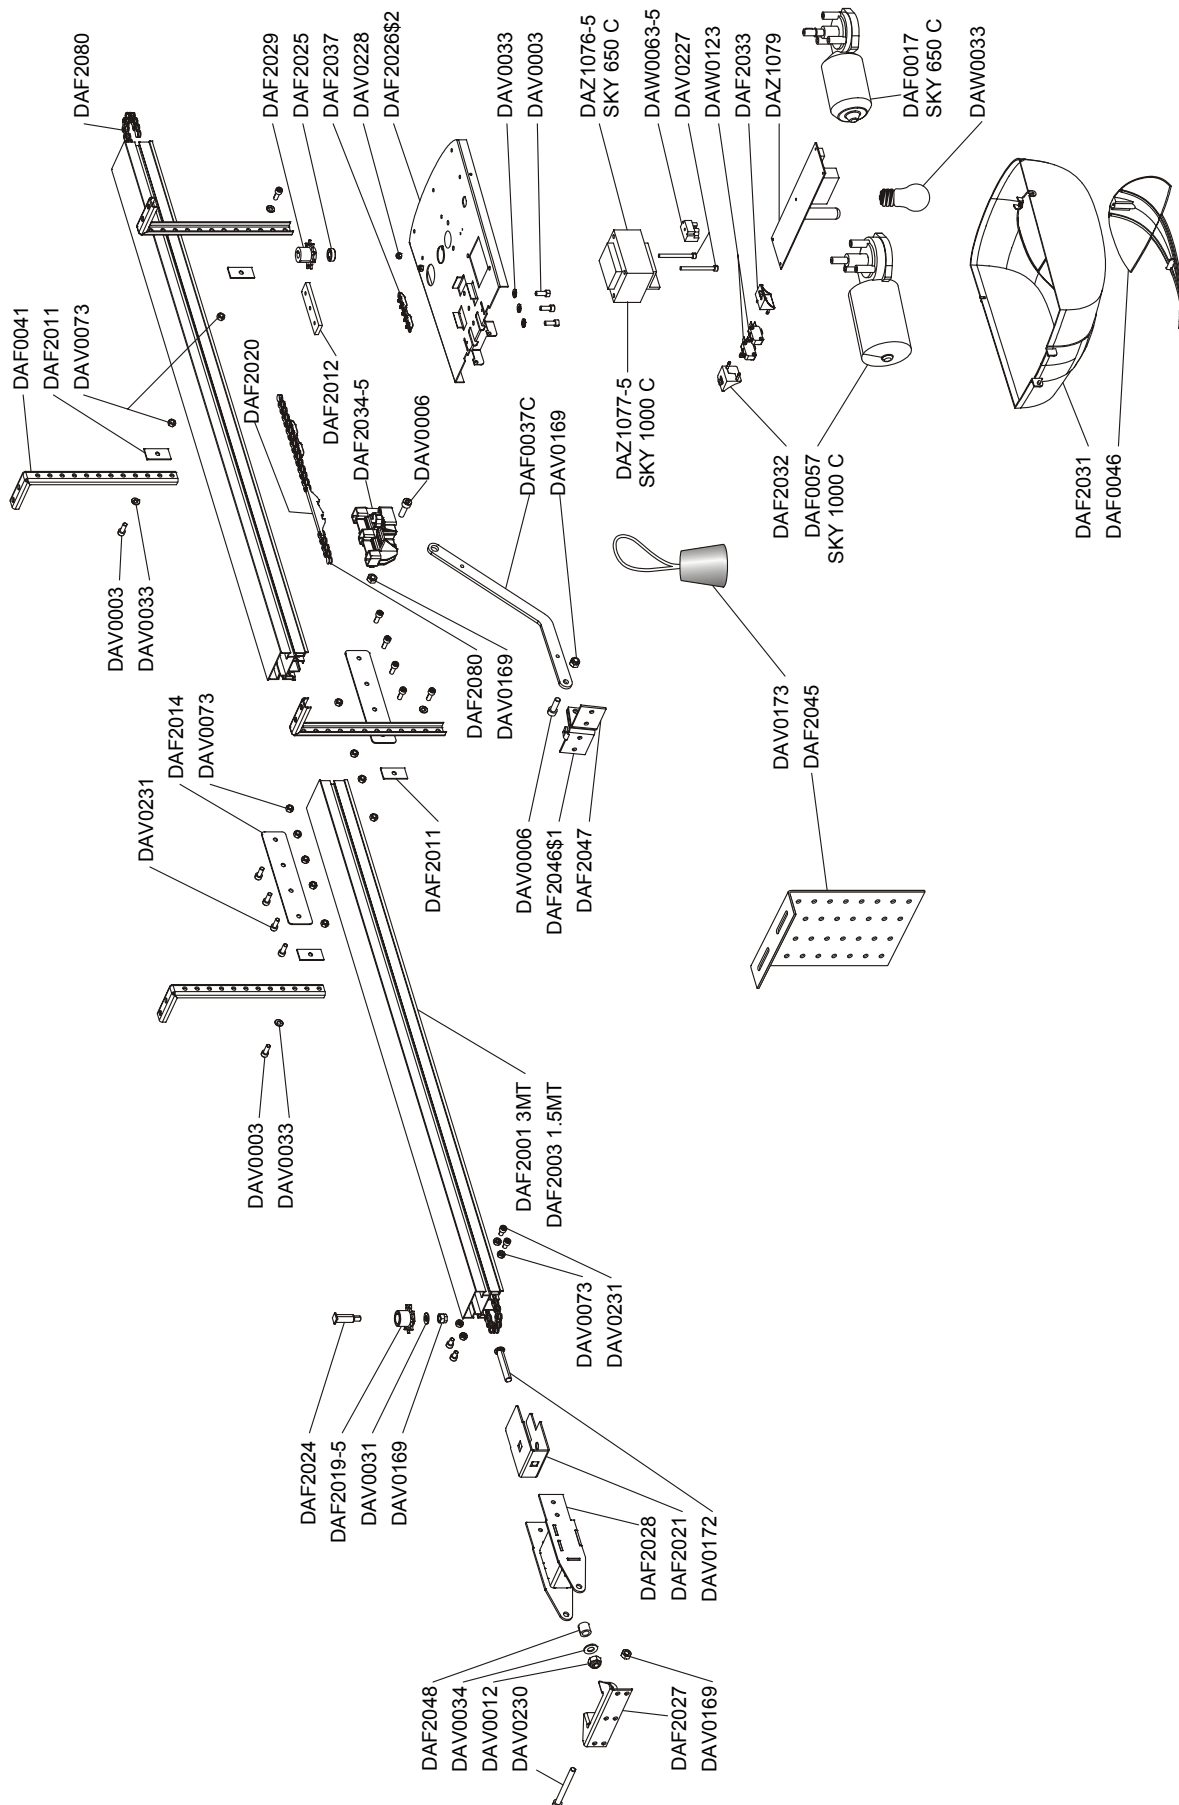 DAF2080
DAF2029
DAF2025
DAF2037
DAV0228
DAF2026$2
DAV0033
DAV0003
DAZ1076-5
SKY 650 C
DAW0063-5
DAV0227
DAW0123
DAF2033
DAZ1079
DAF0017
SKY 650 C
DAW0033
DAF0041
DAF2011
DAV0073
DAF2020
DAF2012
DAF2034-5
DAV0006
DAF0037C
DAV0169
DAZ1077-5
SKY 1000 C
DAF2032
DAF0057
SKY 1000 C
DAF2031
DAF0046
DAV0003
DAV0033
DAF2080
DAV0169
DAV0173
DAF2045
DAV0231
DAF2014
DAV0073
DAF2011
DAV0006
DAF2046$1
DAF2047
DAV0003
DAV0033
DAF2001 3MT
DAF2003 1.5MT
DAV0073
DAV0231
DAF2024
DAF2019-5
DAV0031
DAV0169
DAF2028
DAF2021
DAV0172
DAF2048
DAV0034
DAV0012
DAV0230
DAF2027
DAV0169